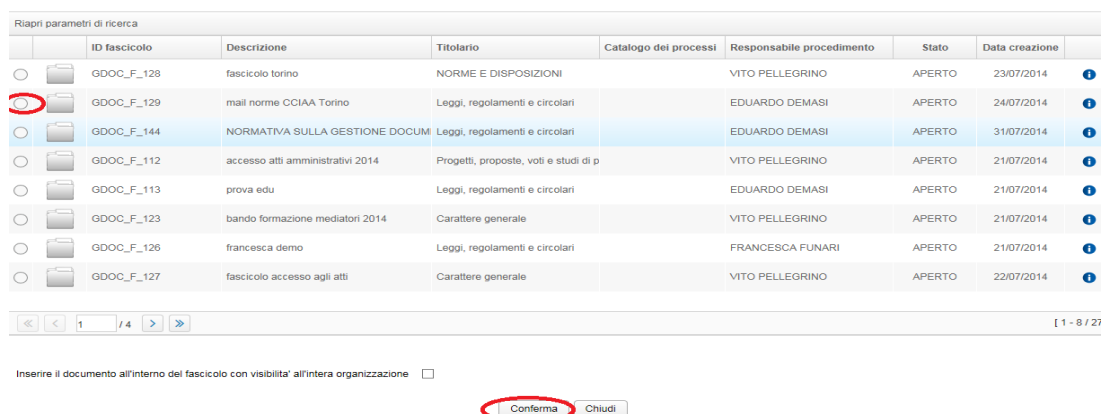 Riapri parametri di ricerca
ID fascicolo Descrizione Titolario Catalogo dei processi Responsabile procedimento Stato Data creazione
GDOC_F_128 fascicolo torino NORME E DISPOSIZIONI VITO PELLEGRINO APERTO 23/07/2014
GDOC_F_129 mail norme CCIAA Torino Leggi, regolamenti e circolari EDUARDO DEMASI APERTO 24/07/2014
GDOC_F_144 NORMATIVA SULLA GESTIONE DOCUM Leggi, regolamenti e circolari EDUARDO DEMASI APERTO 31/07/2014
GDOC_F_112 accesso atti amministrativi 2014 Progetti, proposte, voti e studi di p VITO PELLEGRINO APERTO 21/07/2014
GDOC_F_113 prova edu Leggi, regolamenti e circolari EDUARDO DEMASI APERTO 21/07/2014
GDOC_F_123 bando formazione mediatori 2014 Carattere generale VITO PELLEGRINO APERTO 21/07/2014
GDOC_F_126 francesca demo Leggi, regolamenti e circolari FRANCESCA FUNARI APERTO 21/07/2014
GDOC_F_127 fascicolo accesso agli atti Carattere generale VITO PELLEGRINO APERTO 22/07/2014
1 / 4 [ 1 - 8 / 27
Inserire il documento all'interno del fascicolo con visibilita' all'intera organizzazione
Conferma Chiudi